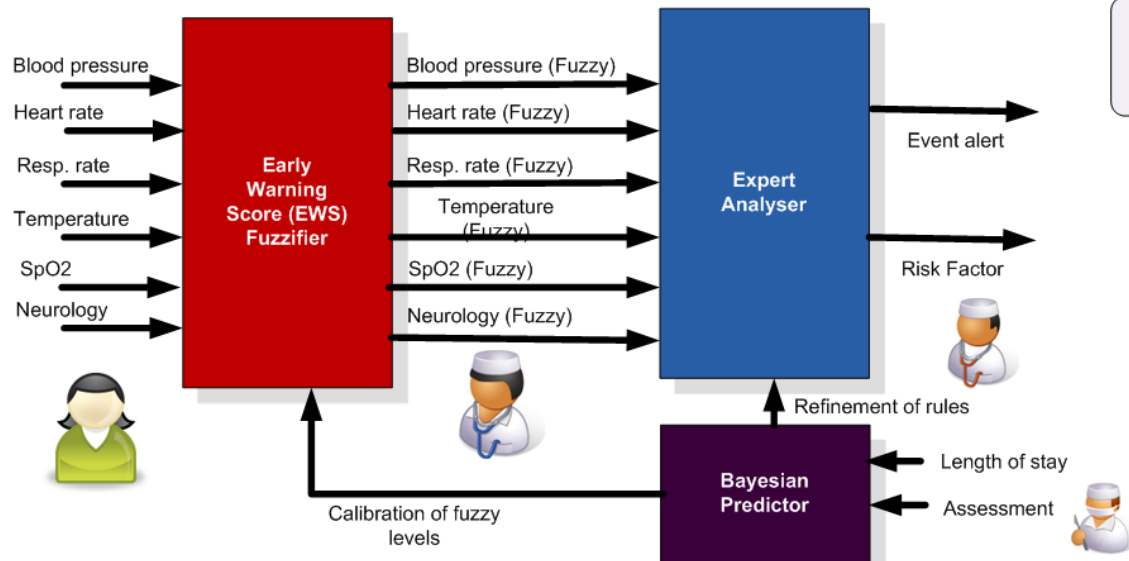 Blood pressure
Heart rate
Resp. rate
Temperature
SpO2
Neurology
Early
Warning
Score (EWS)
Fuzzifier
Blood pressure (Fuzzy)
Heart rate (Fuzzy)
Resp. rate (Fuzzy)
Temperature
(Fuzzy)
SpO2 (Fuzzy)
Neurology (Fuzzy)
Expert
Analyser
Event alert
Risk Factor
Refinement of rules
Bayesian
Predictor
Length of stay
Assessment
Calibration of fuzzy
levels